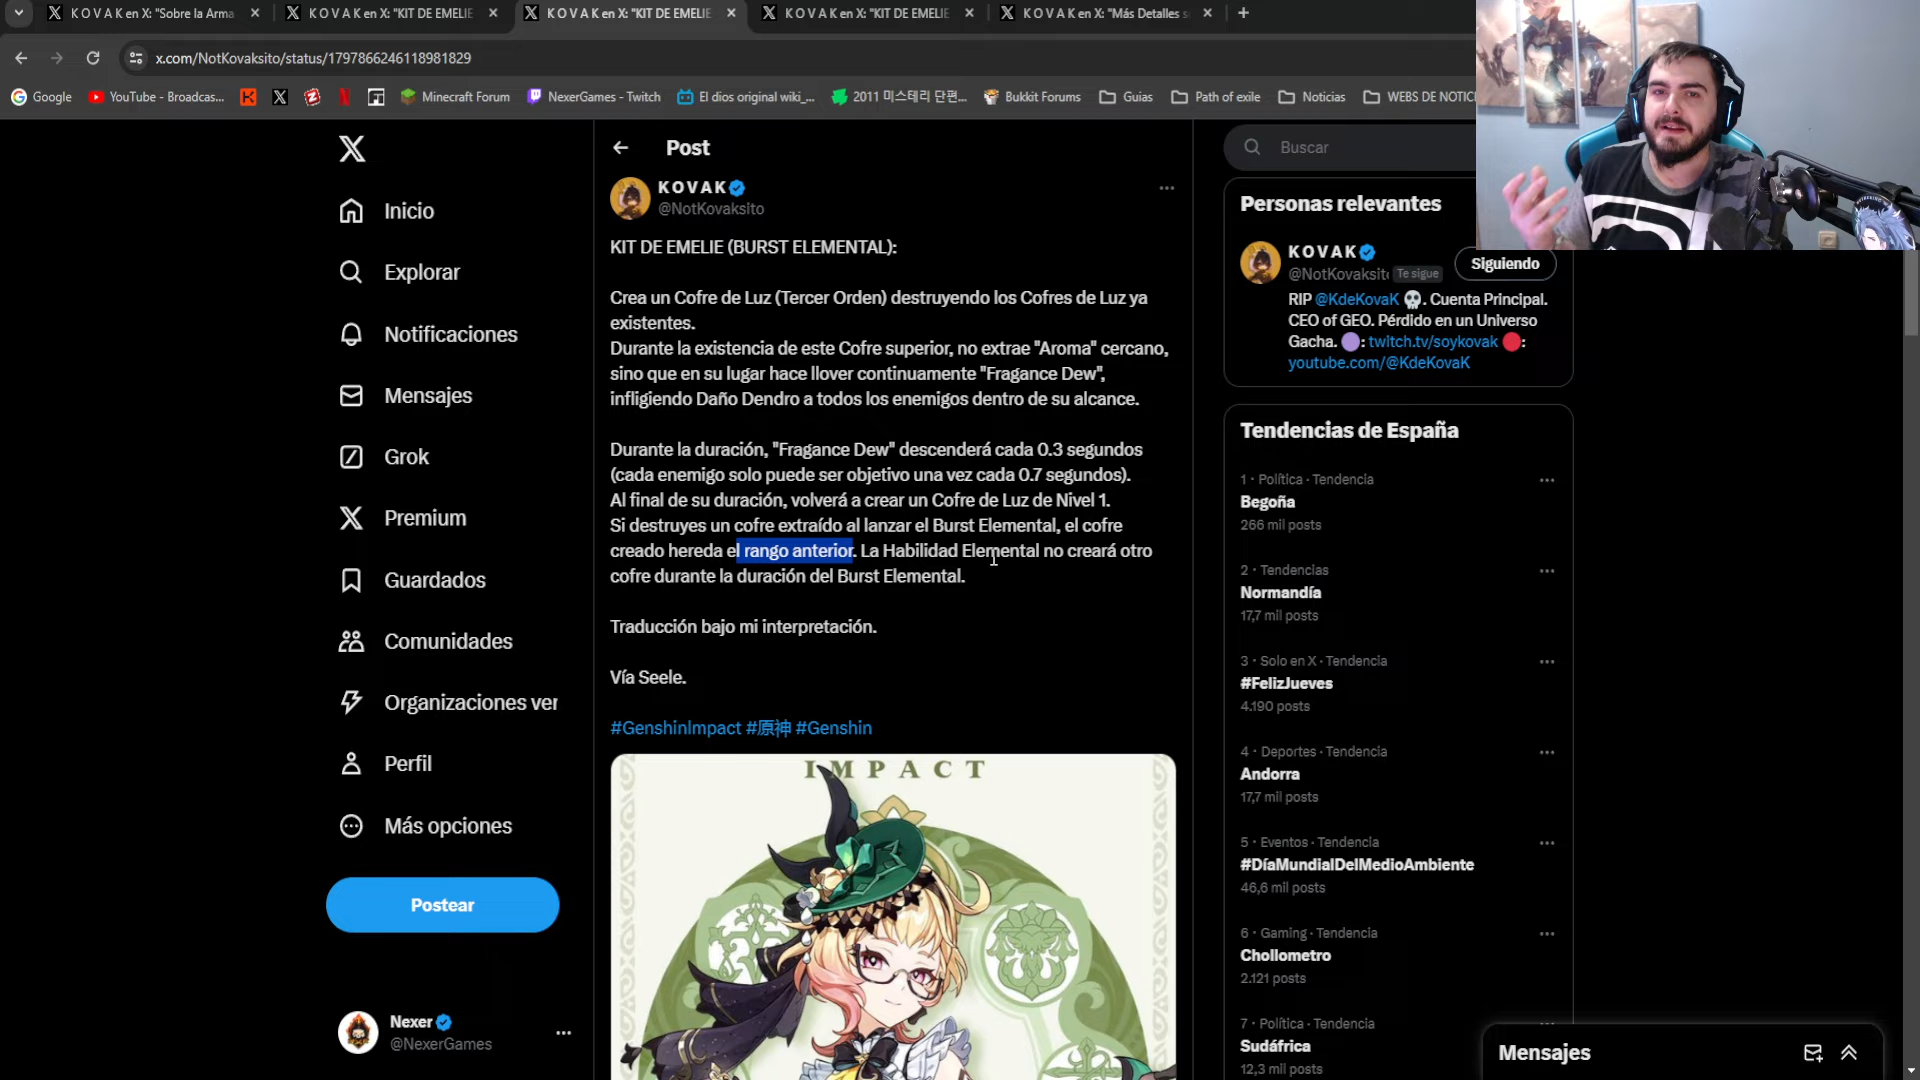 K O V A K en X: "Sobre la Arma
K O V A K en X: "KIT DE EMELIE
K O V A K en X: "KIT DE EMELIE
K O V A K en X: "KIT DE EMELIE
K O V A K en X: "Más Detalles s
x.com/NotKovaksito/status/1797866246118981829
Google
YouTube - Broadcas...
Minecraft Forum
NexerGames - Twitch
El dios original wiki_...
2011 미스테리 단편...
Bukkit Forums
Guias
Path of exile
Noticias
WEBS DE NOTICI
Inicio
Explorar
Notificaciones
Mensajes
Grok
Guardados
Premium
Comunidades
Organizaciones ver
Perfil
Más opciones
Postear
Nexer
@NexerGames
Post
K O V A K
@NotKovaksito
KIT DE EMELIE (BURST ELEMENTAL):
Crea un Cofre de Luz (Tercer Orden) destruyendo los Cofres de Luz ya
existentes.
Durante la existencia de este Cofre superior, no extrae "Aroma" cercano,
sino que en su lugar hace llover continuamente "Fragance Dew",
infligiendo Daño Dendro a todos los enemigos dentro de su alcance.
Durante la duración, "Fragance Dew" descenderá cada 0.3 segundos
(cada enemigo solo puede ser objetivo una vez cada 0.7 segundos).
Al final de su duración, volverá a crear un Cofre de Luz de Nivel 1.
Si destruyes un cofre extraído al lanzar el Burst Elemental, el cofre
creado hereda el rango anterior. La Habilidad Elemental no creará otro
cofre durante la duración del Burst Elemental.
Traducción bajo mi interpretación.
Vía Seele.
#GenshinImpact #原神 #Genshin
IMPACT
Buscar
Personas relevantes
K O V A K
@NotKovaksit
Te sigue
Siguiendo
RIP @KdeKovaK 💀. Cuenta Principal.
CEO of GEO. Pérdido en un Universo
Gacha. 🟣: twitch.tv/soykovak 🔴:
youtube.com/@KdeKovaK
Tendencias de España
1 · Política · Tendencia
Begoña
266 mil posts
2 · Tendencias
Normandía
17,7 mil posts
3 · Solo en X · Tendencia
#FelizJueves
4.190 posts
4 · Deportes · Tendencia
Andorra
17,7 mil posts
5 · Eventos · Tendencia
#DíaMundialDelMedioAmbiente
46,6 mil posts
6 · Gaming · Tendencia
Chollometro
2.121 posts
7 · Política · Tendencia
Sudáfrica
12,3 mil posts
Mensajes